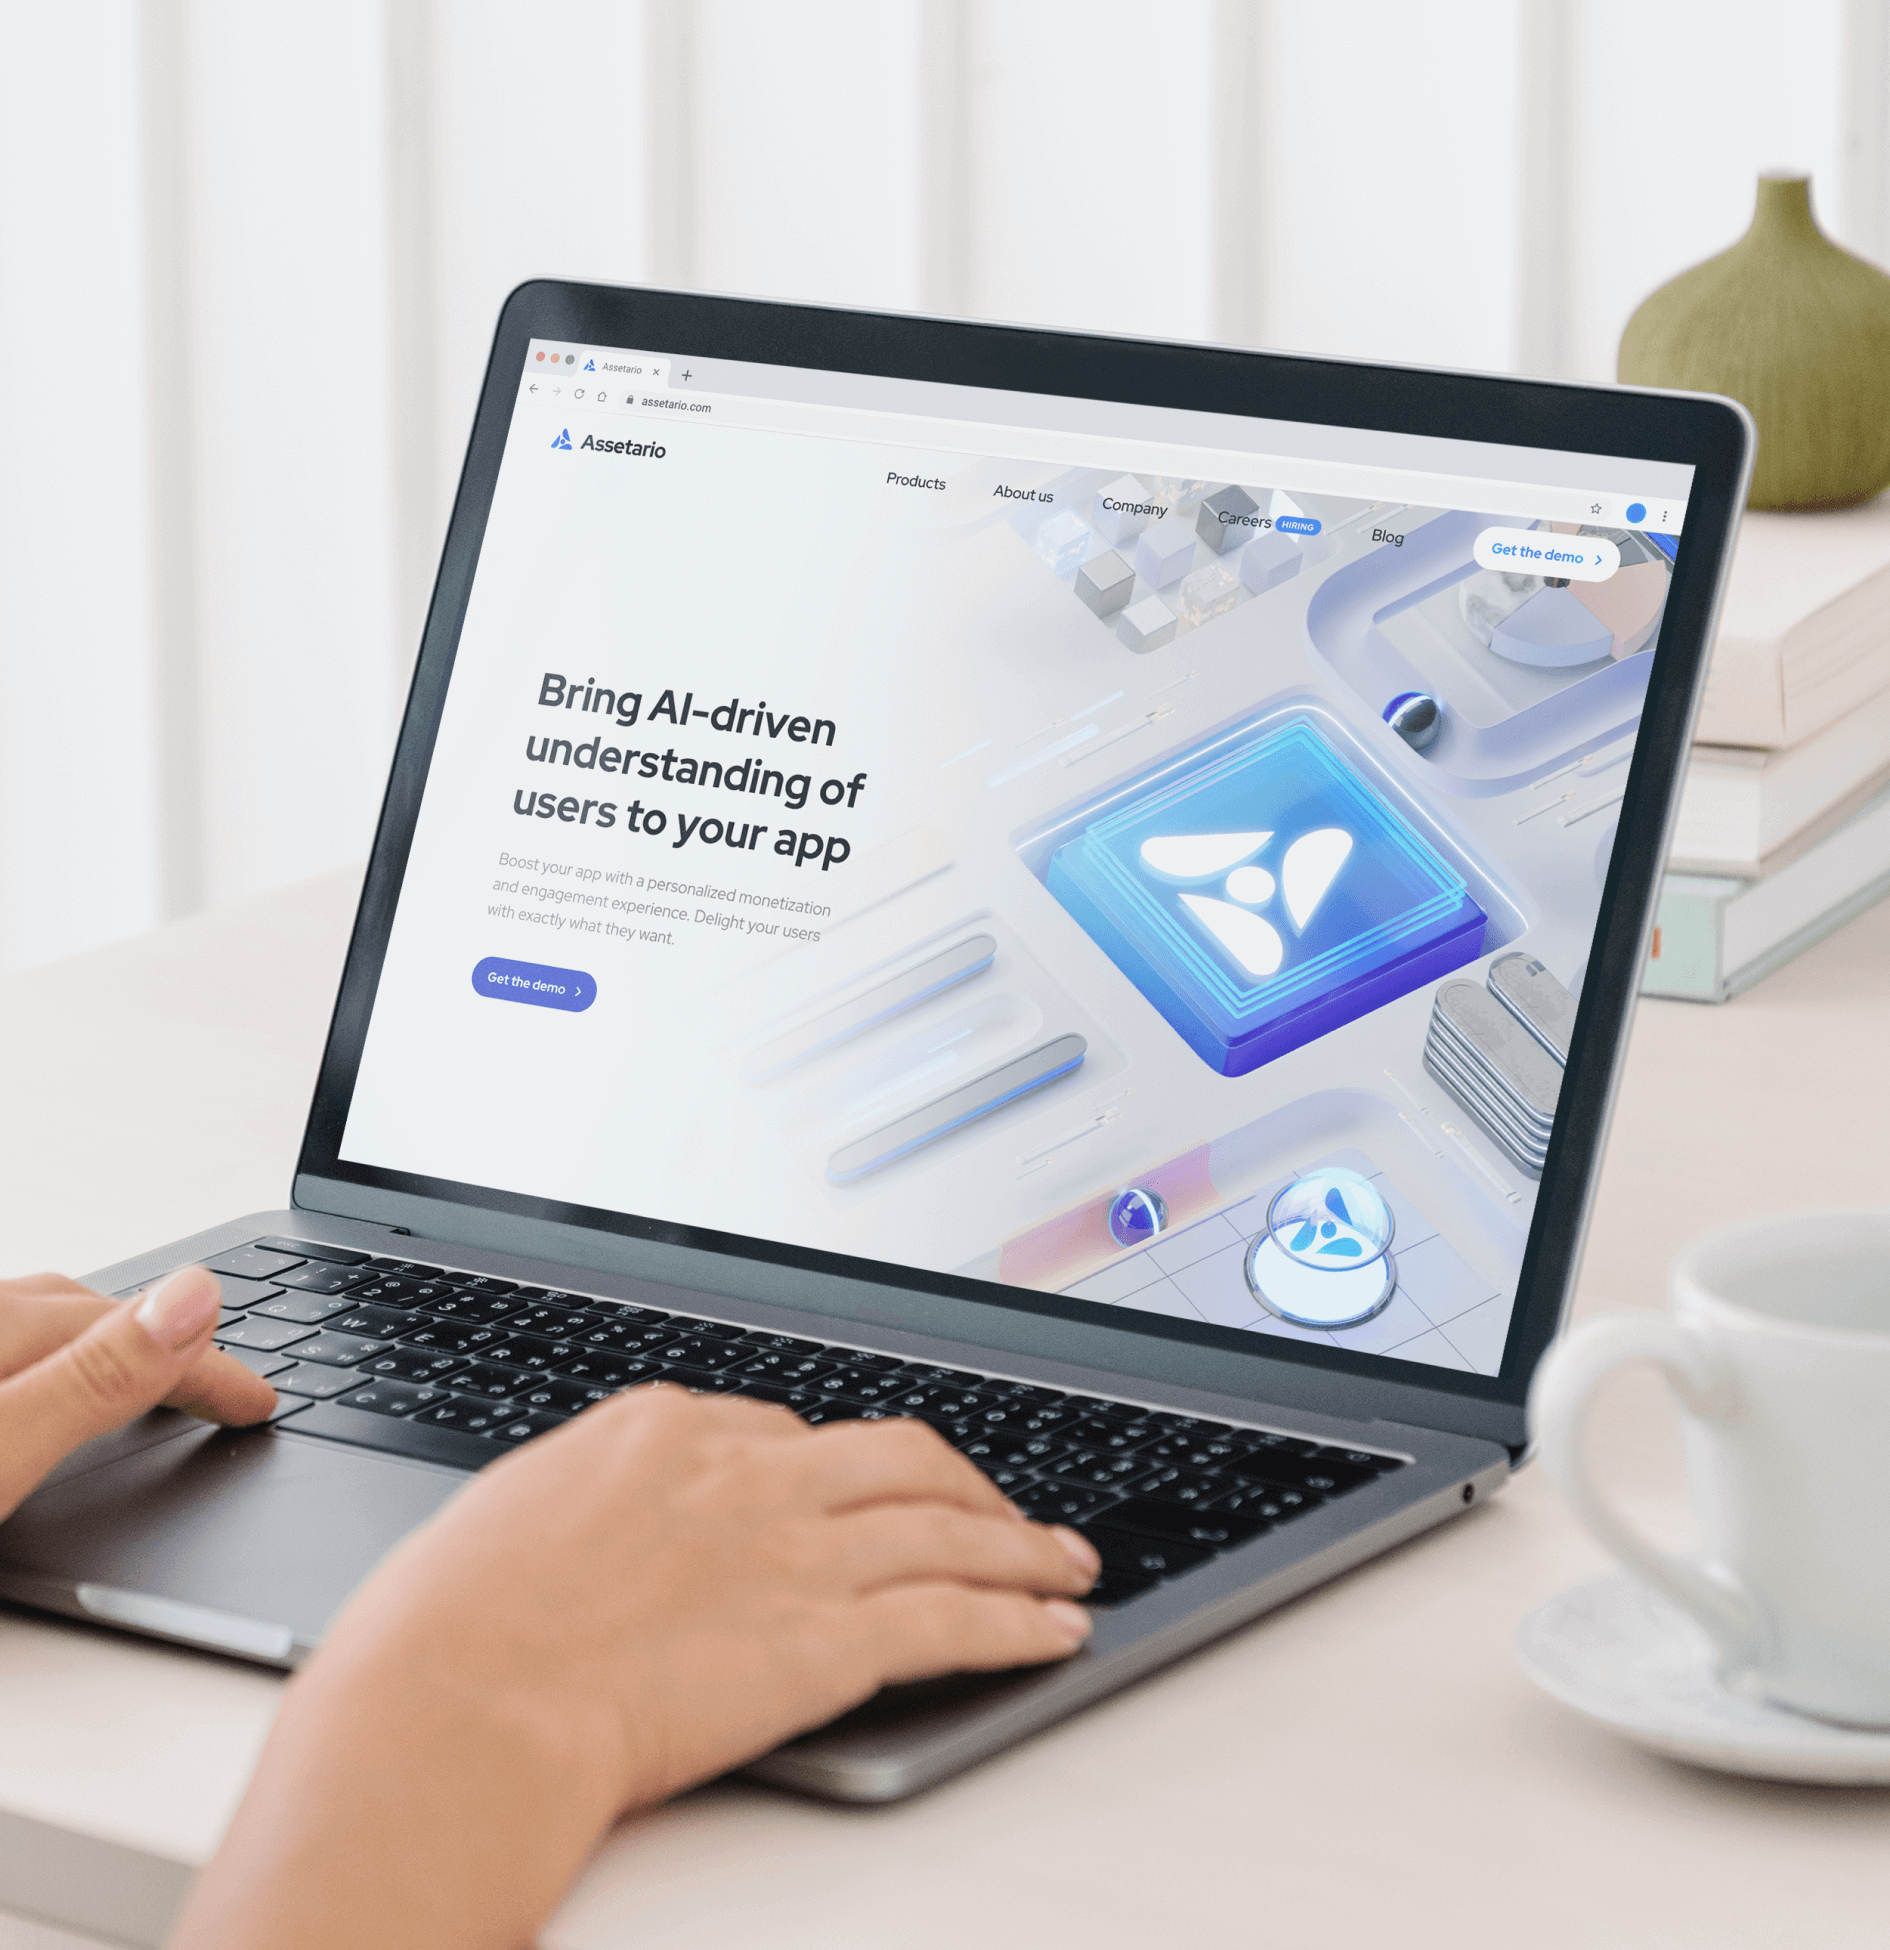 Assetario
assetario.com
Assetario
Products About us Company Careers HIRING Blog Get the demo
Bring AI-driven
understanding of
users to your app
Boost your app with a personalized monetization
and engagement experience. Delight your users
with exactly what they want.
Get the demo